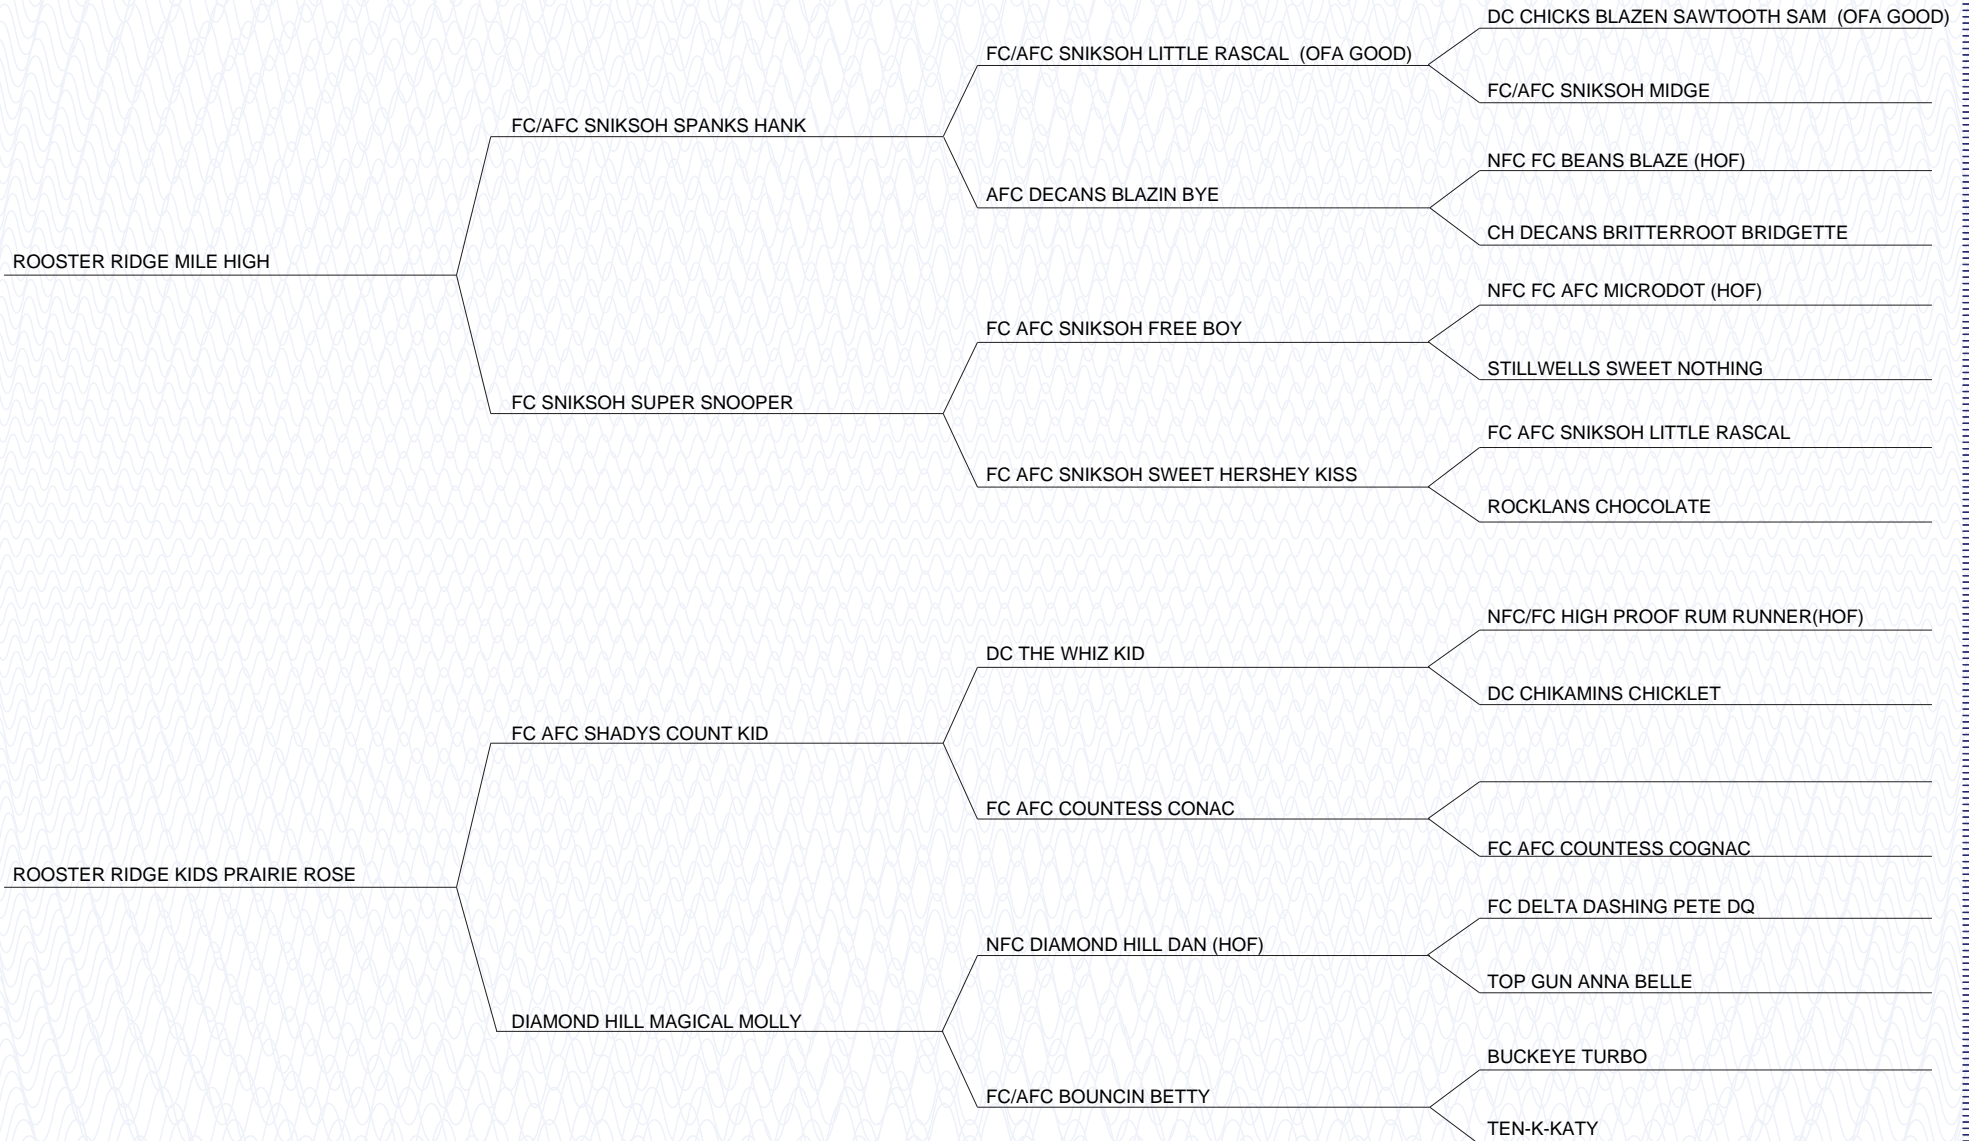 DC CHICKS BLAZEN SAWTOOTH SAM (OFA GOOD)
FC/AFC SNIKSOH LITTLE RASCAL (OFA GOOD)
FC/AFC SNIKSOH MIDGE
FC/AFC SNIKSOH SPANKS HANK
NFC FC BEANS BLAZE (HOF)
AFC DECANS BLAZIN BYE
CH DECANS BRITTERROOT BRIDGETTE
ROOSTER RIDGE MILE HIGH
NFC FC AFC MICRODOT (HOF)
FC AFC SNIKSOH FREE BOY
STILLWELLS SWEET NOTHING
FC SNIKSOH SUPER SNOOPER
FC AFC SNIKSOH LITTLE RASCAL
FC AFC SNIKSOH SWEET HERSHEY KISS
ROCKLANS CHOCOLATE
NFC/FC HIGH PROOF RUM RUNNER(HOF)
DC THE WHIZ KID
DC CHIKAMINS CHICKLET
FC AFC SHADYS COUNT KID
FC AFC COUNTESS CONAC
FC AFC COUNTESS COGNAC
ROOSTER RIDGE KIDS PRAIRIE ROSE
FC DELTA DASHING PETE DQ
NFC DIAMOND HILL DAN (HOF)
TOP GUN ANNA BELLE
DIAMOND HILL MAGICAL MOLLY
BUCKEYE TURBO
FC/AFC BOUNCIN BETTY
TEN-K-KATY